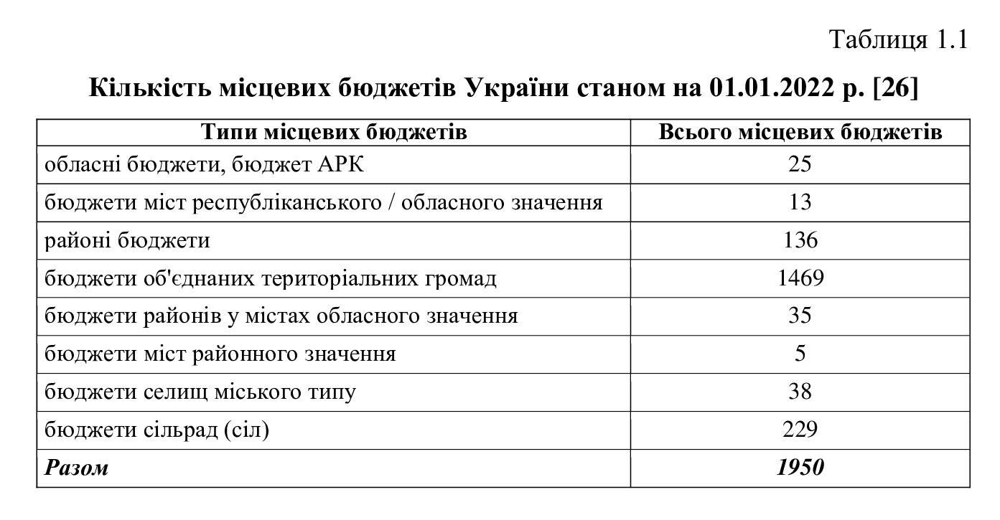 Таблиця 1.1
Кількість місцевих бюджетів України станом на 01.01.2022 р. [26]
Типи місцевих бюджетів Всього місцевих бюджетів
обласні бюджети, бюджет АРК 25
бюджети міст республіканського / обласного значення 13
районі бюджети 136
бюджети об'єднаних територіальних громад 1469
бюджети районів у містах обласного значення 35
бюджети міст районного значення 5
бюджети селищ міського типу 38
бюджети сільрад (сіл) 229
Разом 1950